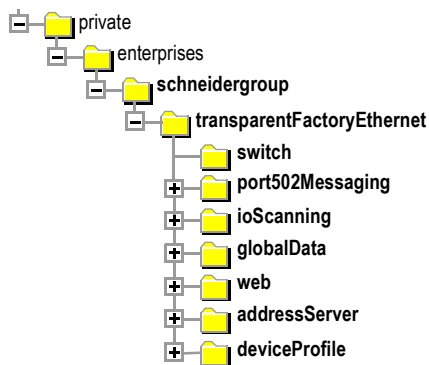 private
enterprises
schneidergroup
transparentFactoryEthernet
switch
port502Messaging
ioScanning
globalData
web
addressServer
deviceProfile